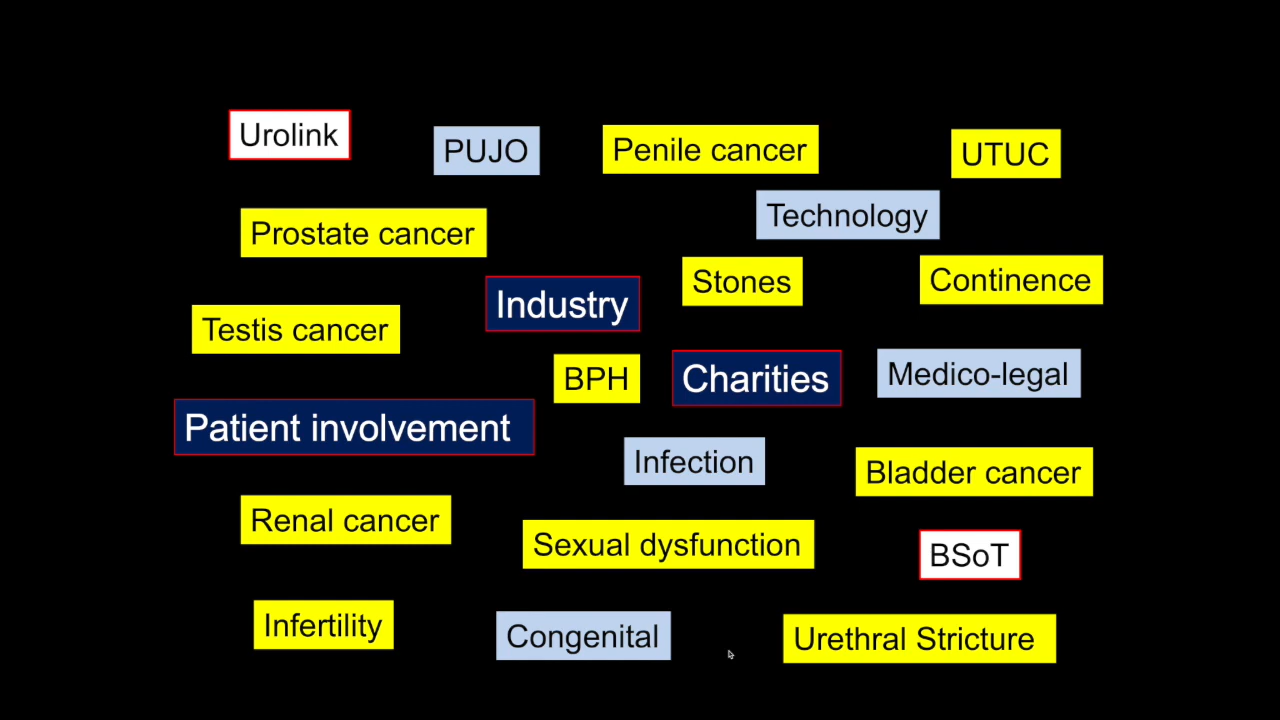 Urolink
PUJO
Penile cancer
UTUC
Technology
Prostate cancer
Stones
Continence
Industry
Testis cancer
BPH
Charities
Medico-legal
Patient involvement
Infection
Bladder cancer
Renal cancer
Sexual dysfunction
BSoT
Infertility
Congenital
Urethral Stricture